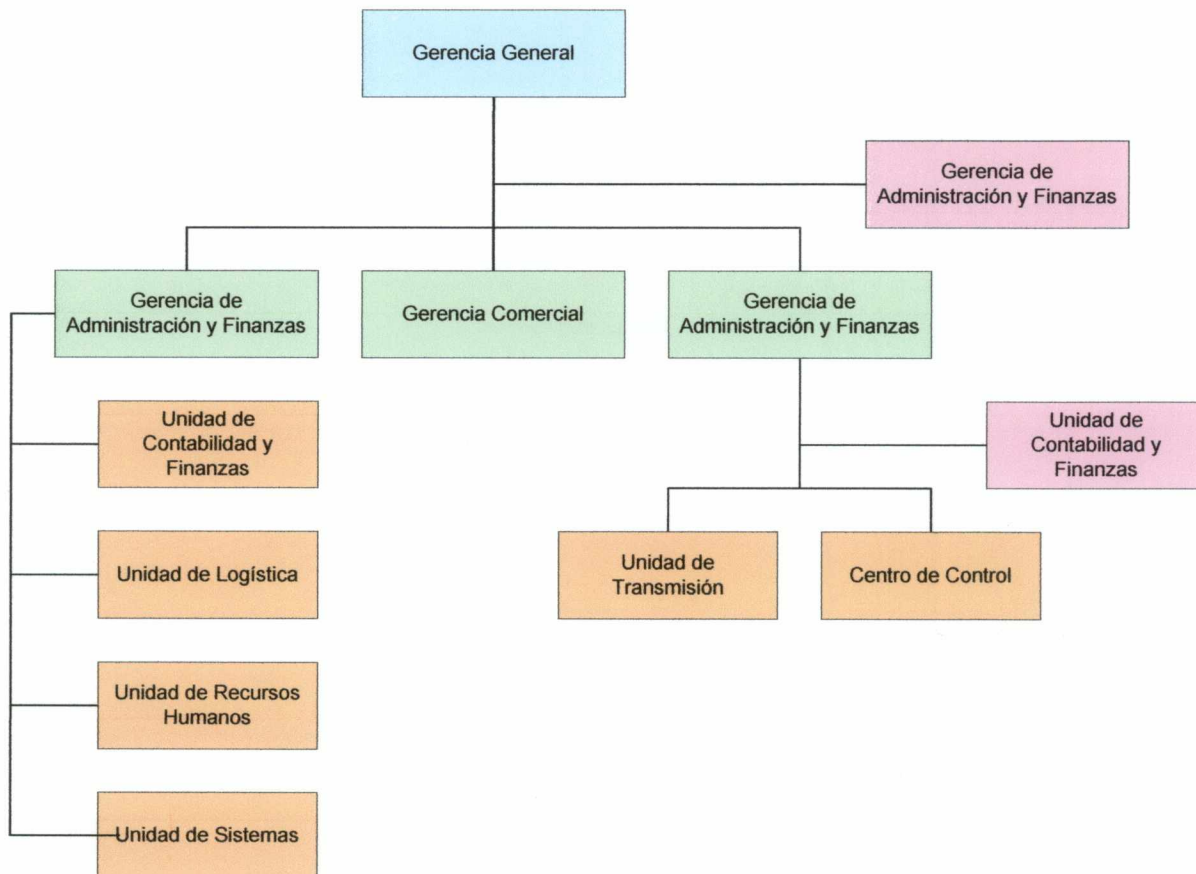 Gerencia General
Gerencia de
Administración y Finanzas
Gerencia de
Administración y Finanzas
Gerencia Comercial
Gerencia de
Administración y Finanzas
Unidad de
Contabilidad y
Finanzas
Unidad de
Contabilidad y
Finanzas
Unidad de Logística
Unidad de
Transmisión
Centro de Control
Unidad de Recursos
Humanos
Unidad de Sistemas